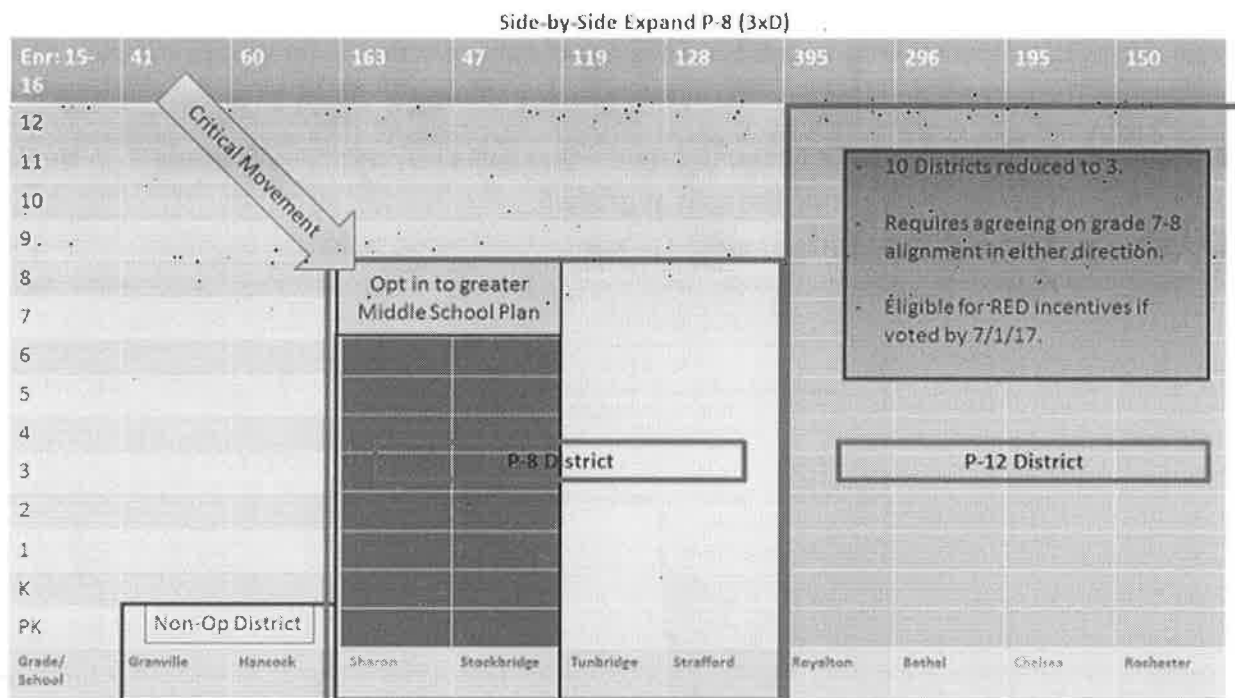 Side-by-Side Expand P-8 (3xD)
Enr: 15-16 41 60 163 47 119 128 395 296 195 150
Critical Movement
12
11
10
9
8
7
6
5
4
3
2
1
K
PK
Opt in to greater
Middle School Plan
- 10 Districts reduced to 3.
- Requires agreeing on grade 7-8
alignment in either direction.
- Eligible for RED incentives if
voted by 7/1/17.
P-8 District
P-12 District
Non-Op District
Grade/
School
Granville Hancock Sharon Stockbridge Tunbridge Strafford Royalton Bethel Chelsea Rochester